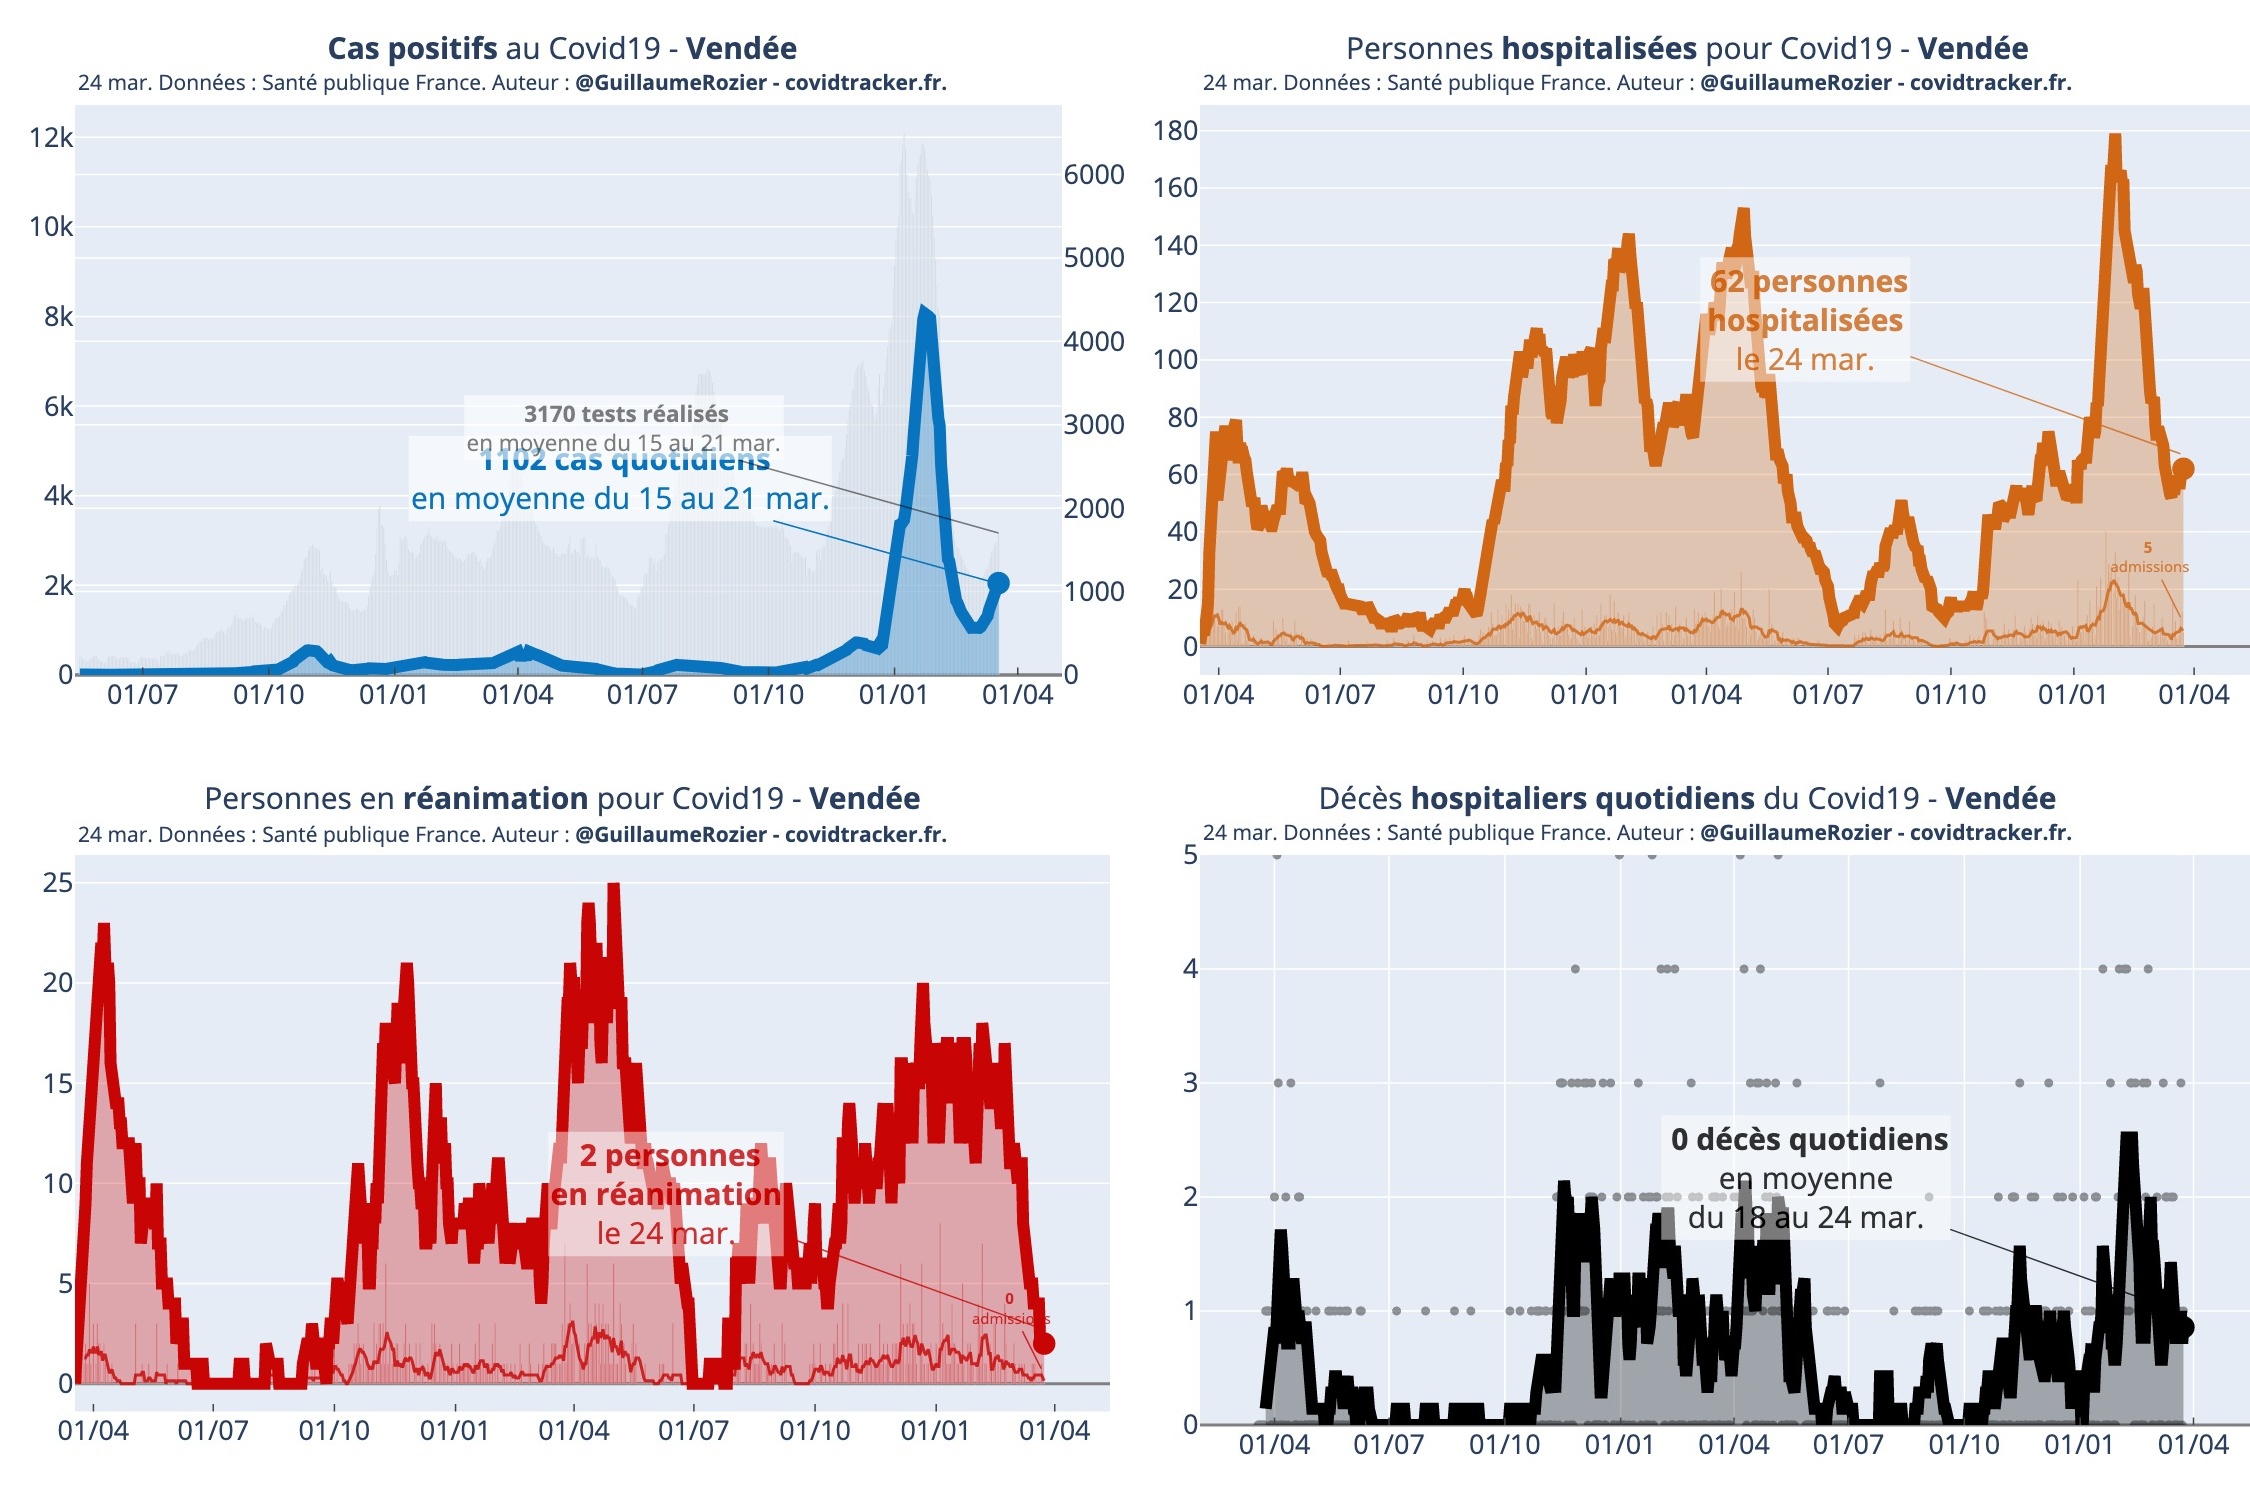 Cas positifs au Covid19 - Vendée
24 mar. Données : Santé publique France. Auteur : @GuillaumeRozier - covidtracker.fr.
12k
10k
8k
6k
4k
2k
0
6000
5000
4000
3000
2000
1000
0
3170 tests réalisés
en moyenne du 15 au 21 mar.
1102 cas quotidiens
en moyenne du 15 au 21 mar.
01/07 01/10 01/01 01/04 01/07 01/10 01/01 01/04
Personnes hospitalisées pour Covid19 - Vendée
24 mar. Données : Santé publique France. Auteur : @GuillaumeRozier - covidtracker.fr.
180
160
140
120
100
80
60
40
20
0
62 personnes
hospitalisées
le 24 mar.
5
admissions
01/04 01/07 01/10 01/01 01/04 01/07 01/10 01/01 01/04
Personnes en réanimation pour Covid19 - Vendée
24 mar. Données : Santé publique France. Auteur : @GuillaumeRozier - covidtracker.fr.
25
20
15
10
5
0
2 personnes
en réanimation
le 24 mar.
0
admissions
01/04 01/07 01/10 01/01 01/04 01/07 01/10 01/01 01/04
Décès hospitaliers quotidiens du Covid19 - Vendée
24 mar. Données : Santé publique France. Auteur : @GuillaumeRozier - covidtracker.fr.
5
4
3
2
1
0
0 décès quotidiens
en moyenne
du 18 au 24 mar.
01/04 01/07 01/10 01/01 01/04 01/07 01/10 01/01 01/04